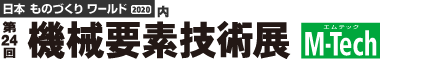 日本 ものづくり ワールド 2020 内
第24回 機械要素技術展
エムテック
M-Tech